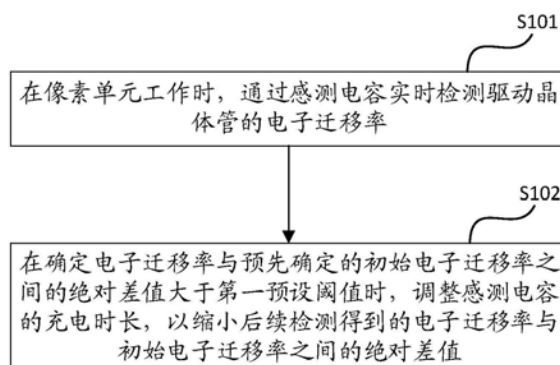 S101
在像素单元工作时，通过感测电容实时检测驱动晶
体管的电子迁移率
S102
在确定电子迁移率与预先确定的初始电子迁移率之
间的绝对差值大于第一预设阈值时，调整感测电容
的充电时长，以缩小后续检测得到的电子迁移率与
初始电子迁移率之间的绝对差值